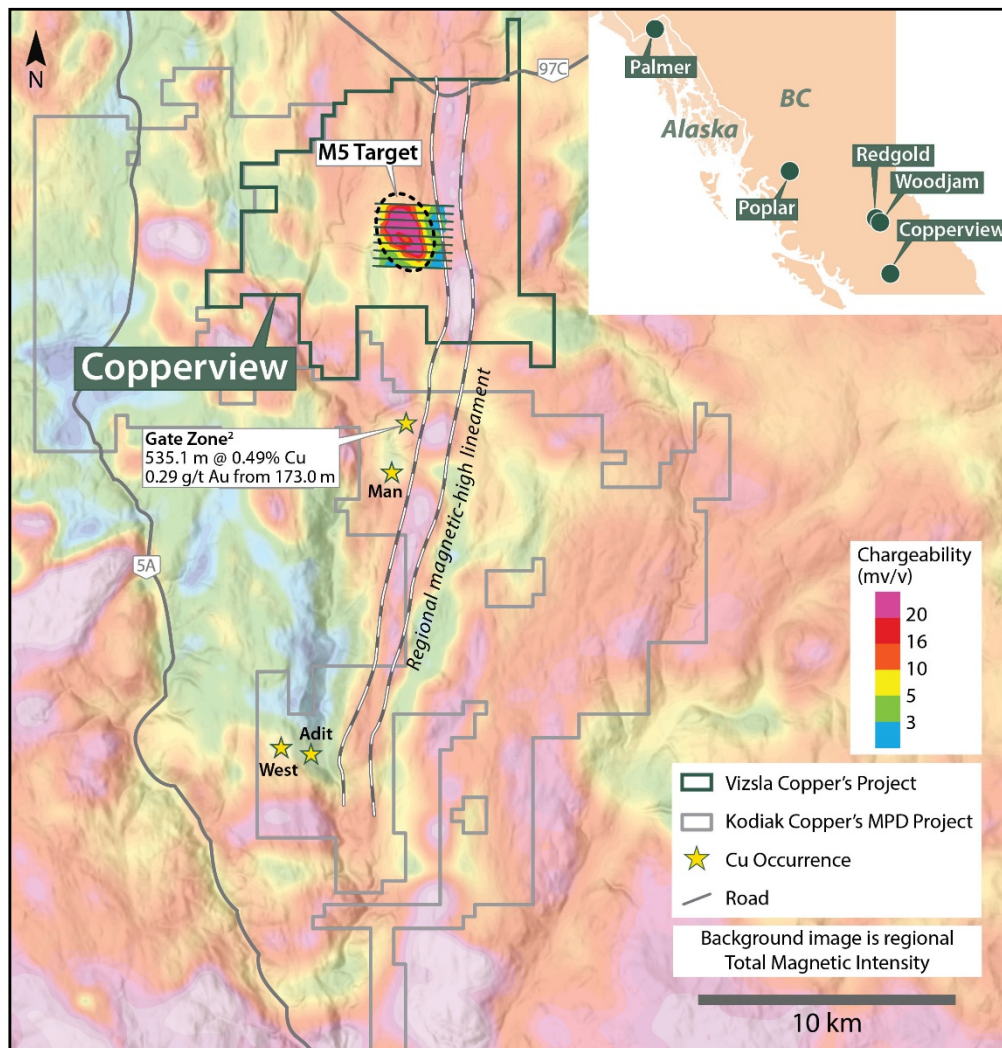 N
97C
M5 Target
Copperview
Gate Zone²
535.1 m @ 0.49% Cu
0.29 g/t Au from 173.0 m
Man
Regional magnetic-high lineament
5A
Adit
West
Palmer
BC
Alaska
Redgold
Woodjam
Poplar
Copperview
Chargeability
(mv/v)
20
16
10
5
3
Vizsla Copper's Project
Kodiak Copper's MPD Project
Cu Occurrence
Road
Background image is regional
Total Magnetic Intensity
10 km